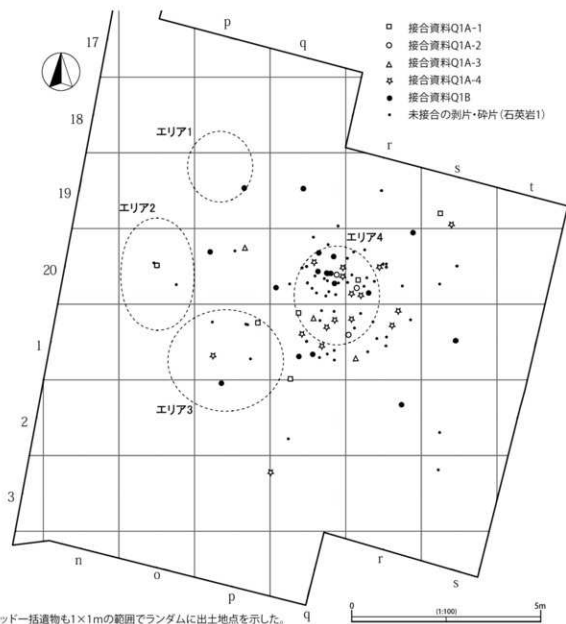 p
q
17
□ 接合資料Q1A-1
○ 接合資料Q1A-2
△ 接合資料Q1A-3
☆ 接合資料Q1A-4
● 接合資料Q1B
・ 未接合の剥片・砕片(石英岩1)
18
エリア1
r
s
t
19
エリア2
エリア4
20
1
エリア3
2
3
n
o
p
q
r
s
ッド一括遺物も1×1mの範囲でランダムに出土地点を示した。
0
(1:100)
5m